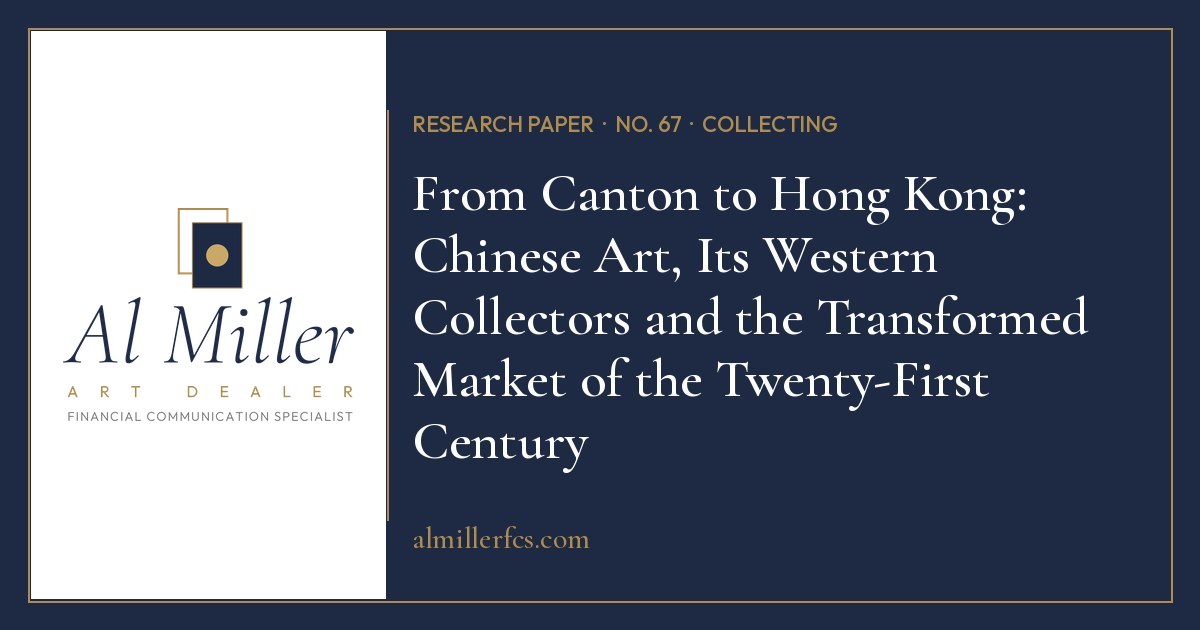 Al Miller
ART DEALER
FINANCIAL COMMUNICATION SPECIALIST
RESEARCH PAPER · NO. 67 · COLLECTING
From Canton to Hong Kong:
Chinese Art, Its Western
Collectors and the Transformed
Market of the Twenty-First
Century
almillerfcs.com